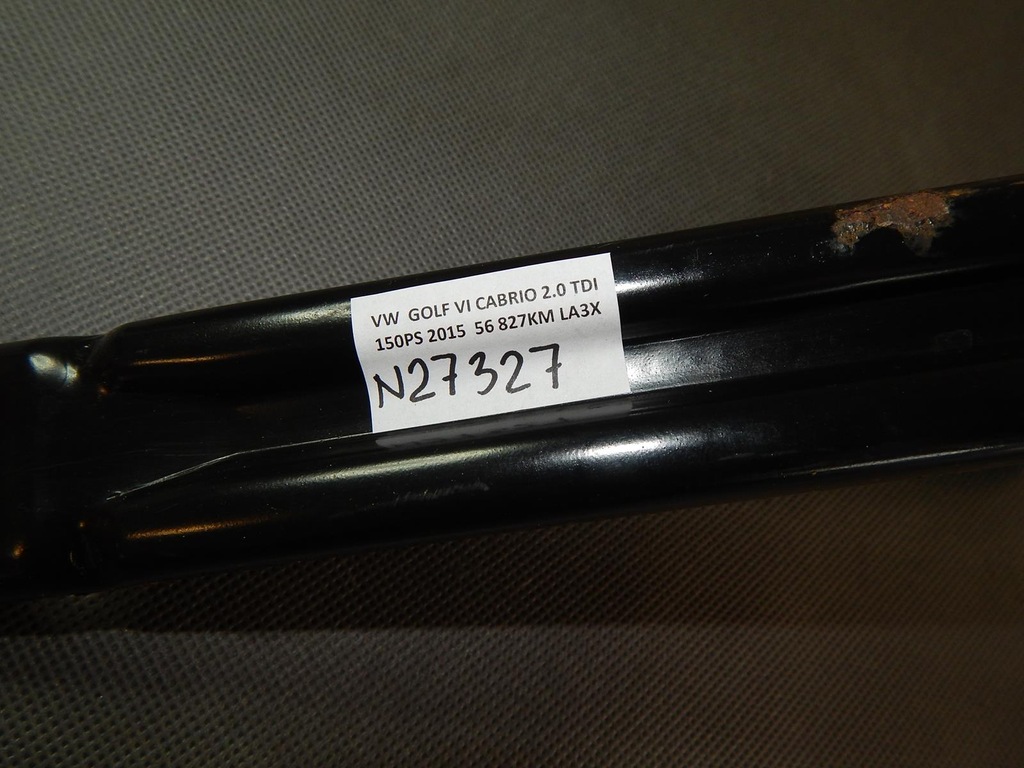 VW GOLF VI CABRIO 2.0 TDI
150PS 2015 56 827KM LA3X
N27327